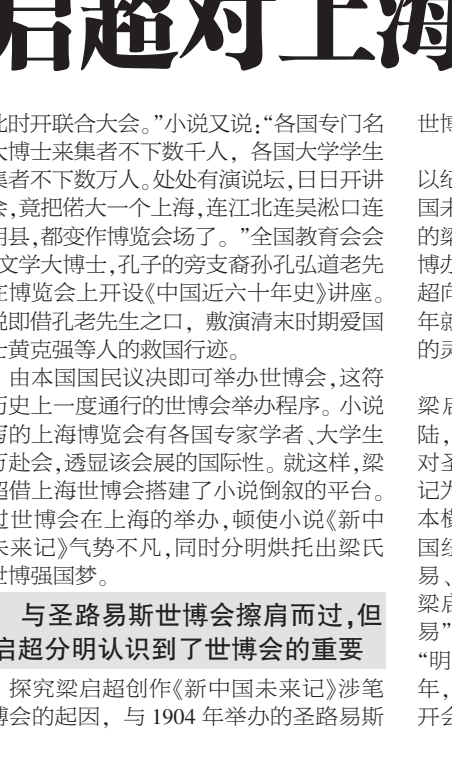 启超对上海
此时开联合大会。”小说又说:“各国专门名
大博士来集者不下数千人，各国大学学生
集者不下数万人。处处有演说坛,日日开讲
会,竟把偌大一个上海,连江北连吴淞口连
明县,都变作博览会场了。”全国教育会会
文学大博士,孔子的旁支裔孙孔弘道老先
在博览会上开设《中国近六十年史》讲座。
说即借孔老先生之口，敷演清末时期爱国
士黄克强等人的救国行迹。
由本国国民议决即可举办世博会,这符
历史上一度通行的世博会举办程序。小说
写的上海博览会有各国专家学者、大学生
万赴会,透显该会展的国际性。就这样,梁
超借上海世博会搭建了小说倒叙的平台。
过世博会在上海的举办,顿使小说《新中
未来记》气势不凡,同时分明烘托出梁氏
世博强国梦。
与圣路易斯世博会擦肩而过,但
启超分明认识到了世博会的重要
探究梁启超创作《新中国未来记》涉笔
博会的起因，与 1904 年举办的圣路易斯
世博
以纪
国未
的梁
博办
超向
年就
的灵
梁启
陆,
对圣
记为
本横
国纽
易、
梁启
易”
“明
年,
开会